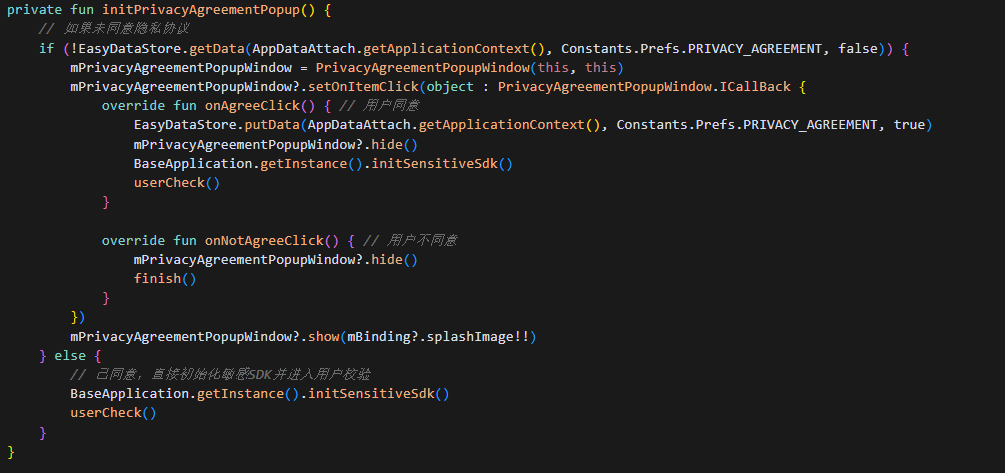 private fun initPrivacyAgreementPopup() {
    // 如果未同意隐私协议
    if (!EasyDataStore.getData(AppDataAttach.getApplicationContext(), Constants.Prefs.PRIVACY_AGREEMENT, false)) {
        mPrivacyAgreementPopupWindow = PrivacyAgreementPopupWindow(this, this)
        mPrivacyAgreementPopupWindow?.setOnItemClick(object : PrivacyAgreementPopupWindow.ICallBack {
            override fun onAgreeClick() { // 用户同意
                EasyDataStore.putData(AppDataAttach.getApplicationContext(), Constants.Prefs.PRIVACY_AGREEMENT, true)
                mPrivacyAgreementPopupWindow?.hide()
                BaseApplication.getInstance().initSensitiveSdk()
                userCheck()
            }

            override fun onNotAgreeClick() { // 用户不同意
                mPrivacyAgreementPopupWindow?.hide()
                finish()
            }
        })
        mPrivacyAgreementPopupWindow?.show(mBinding?.splashImage!!)
    } else {
        // 已同意，直接初始化敏感SDK并进入用户校验
        BaseApplication.getInstance().initSensitiveSdk()
        userCheck()
    }
}